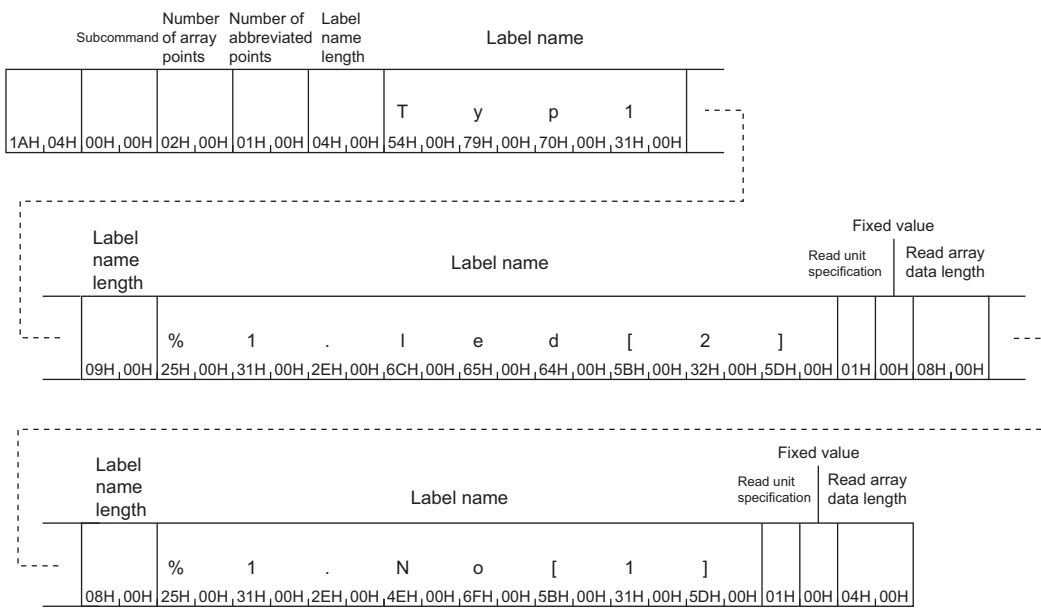 Subcommand Number of array points Number of abbreviated points Label name length Label name
T y p 1
1AH 04H 00H 00H 02H 00H 01H 00H 04H 00H 54H 00H 79H 00H 70H 00H 31H 00H
Label name length Label name Read unit specification Fixed value Read array data length
% 1 . l e d [ 2 ]
09H 00H 25H 00H 31H 00H 2EH 00H 6CH 00H 65H 00H 64H 00H 5BH 00H 32H 00H 5DH 00H 01H 00H 08H 00H
Label name length Label name Read unit specification Fixed value Read array data length
% 1 . N o [ 1 ]
08H 00H 25H 00H 31H 00H 2EH 00H 4EH 00H 6FH 00H 5BH 00H 31H 00H 5DH 00H 01H 00H 04H 00H